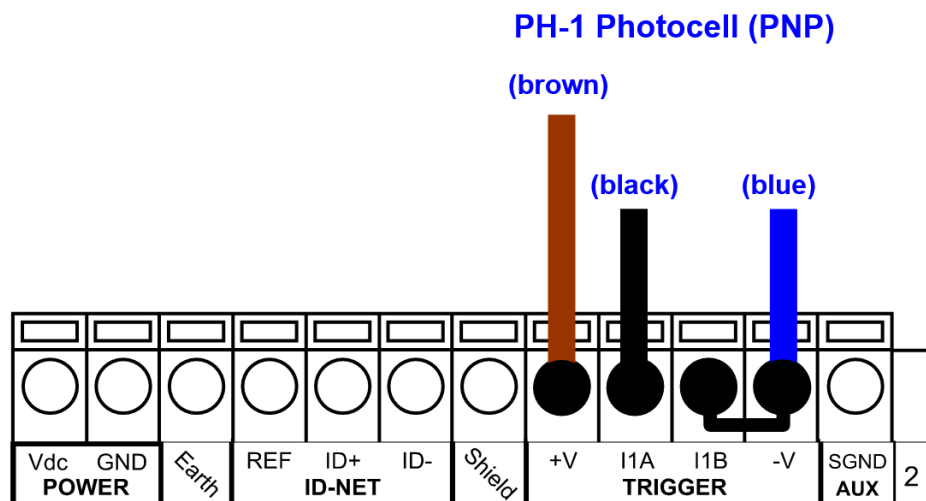 PH-1 Photocell (PNP)
(brown)
(black)
(blue)
Vdc GND Earth REF ID+ ID- Shield +V I1A I1B -V SGND 2
POWER ID-NET TRIGGER AUX